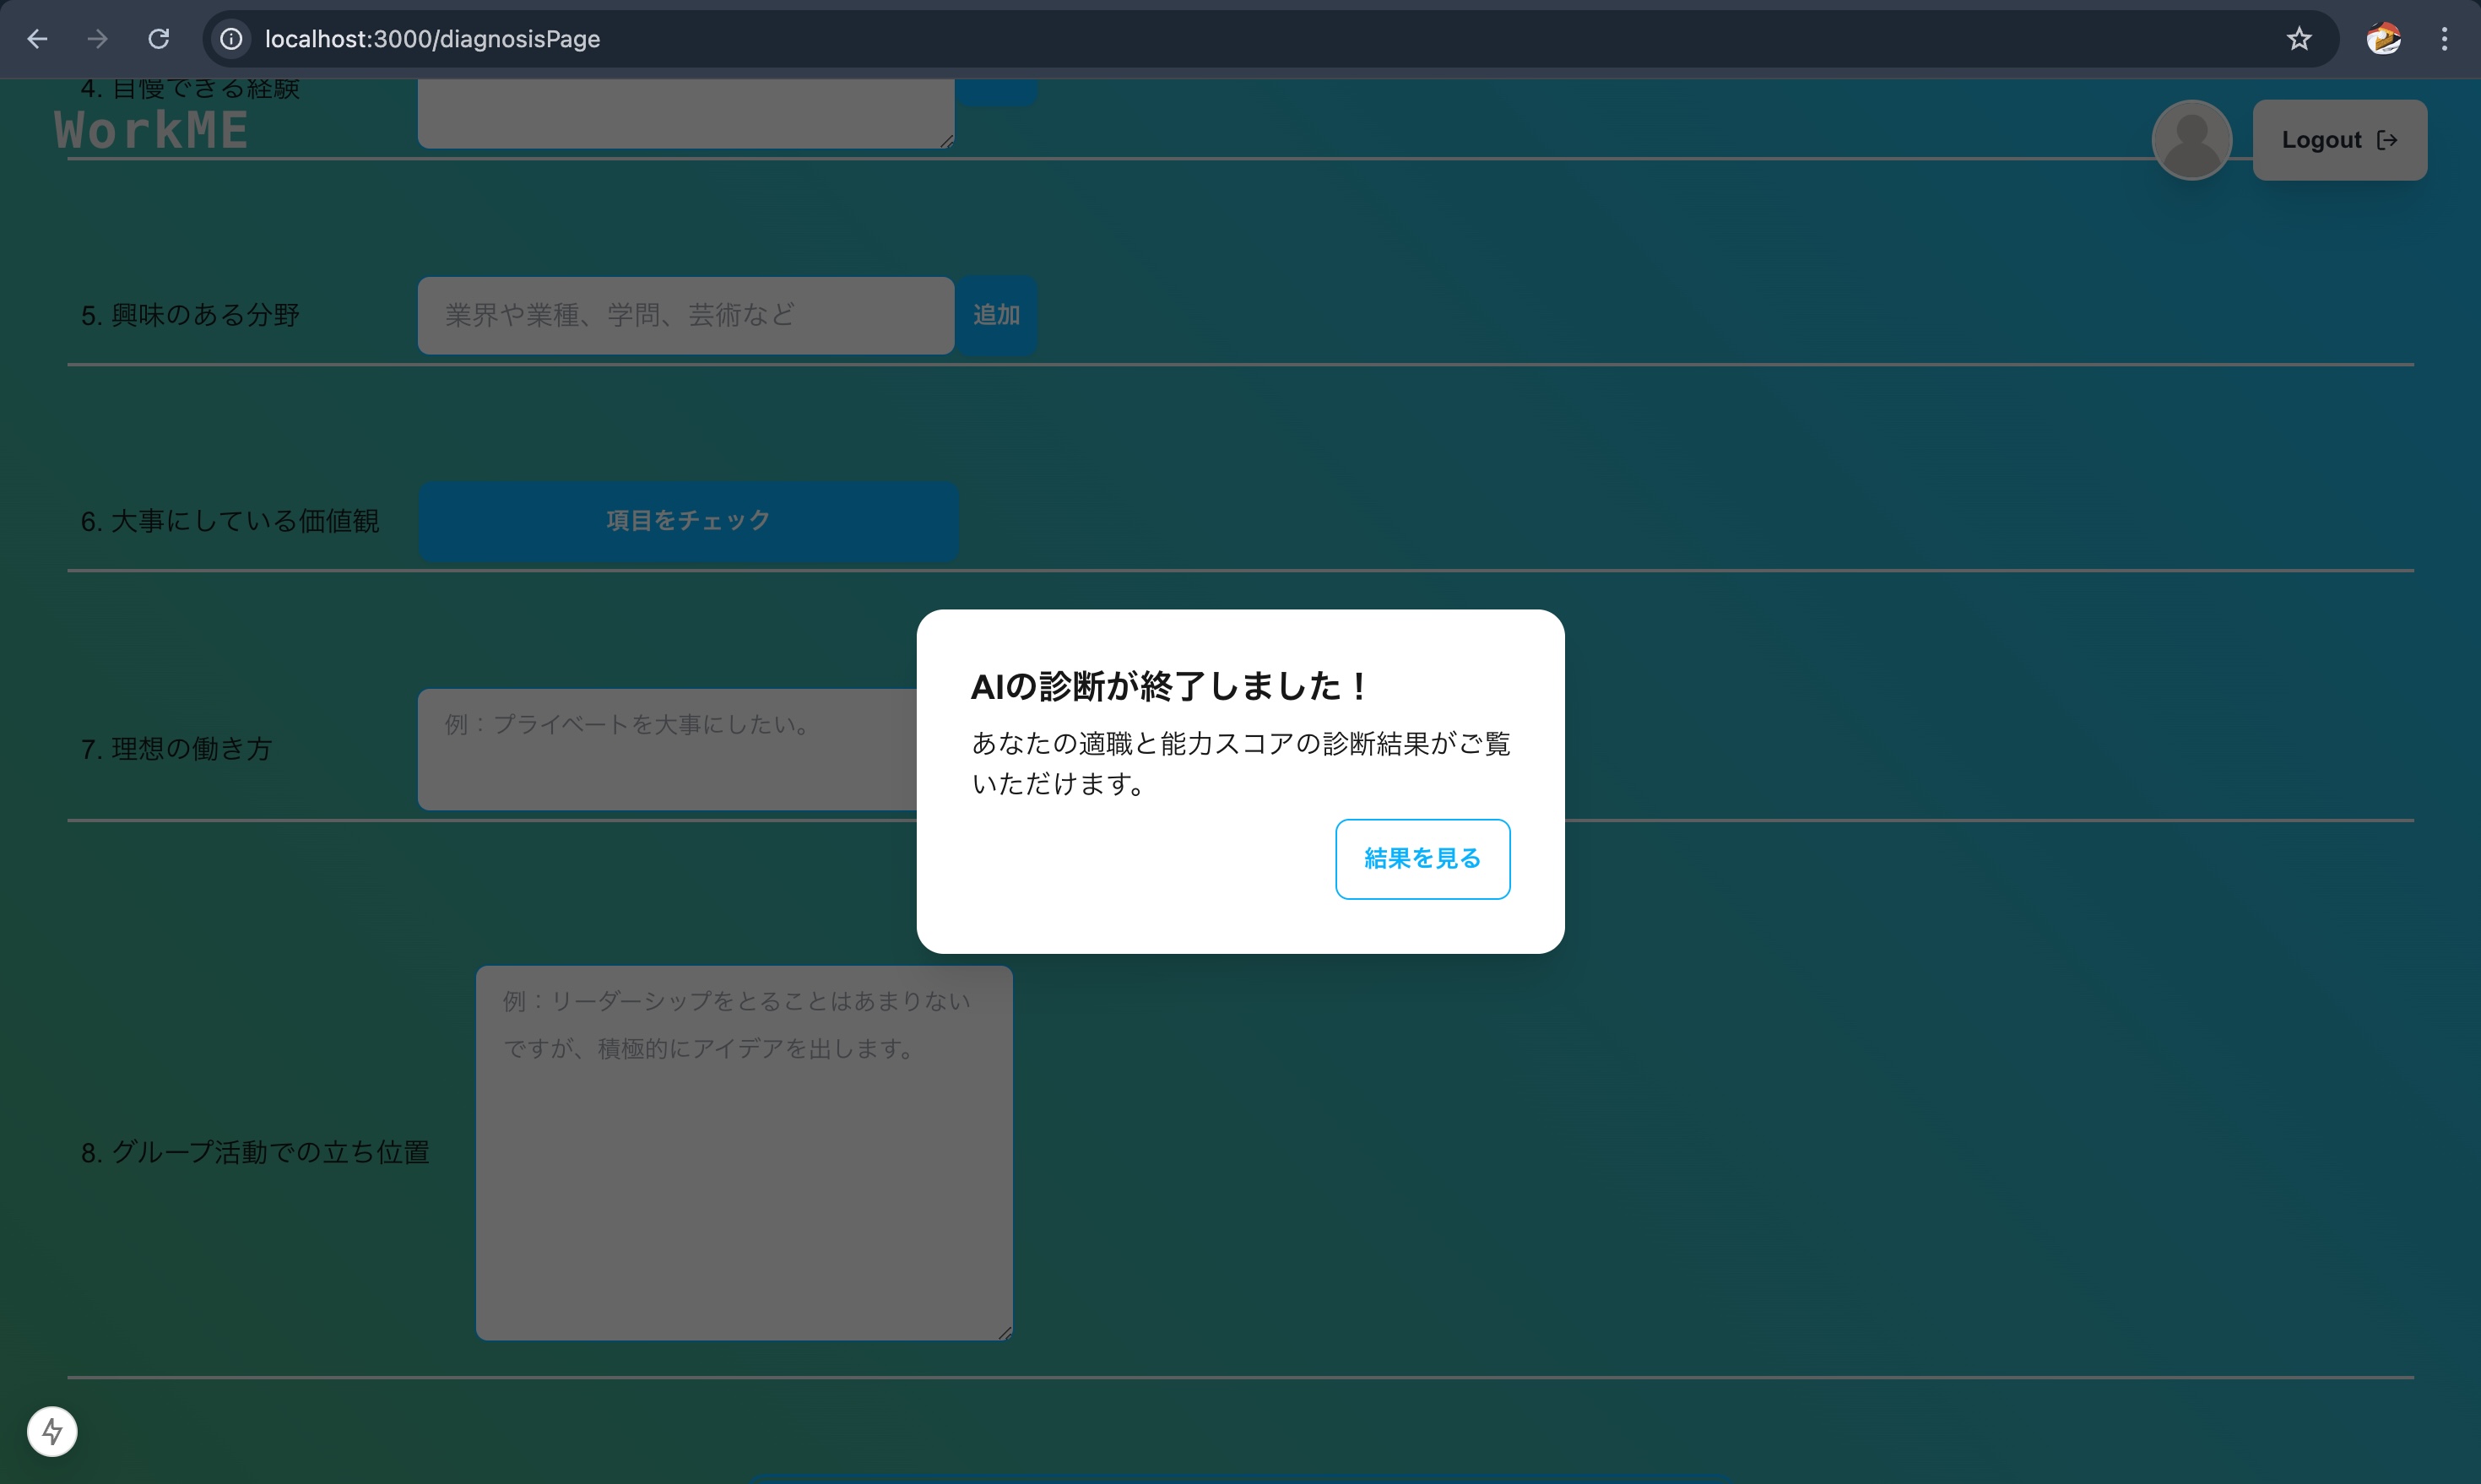 localhost:3000/diagnosisPage
4. 自慢できる経験
WorkME
Logout
5. 興味のある分野
業界や業種、学問、芸術など
追加
6. 大事にしている価値観
項目をチェック
7. 理想の働き方
例：プライベートを大事にしたい。
AIの診断が終了しました！
あなたの適職と能力スコアの診断結果がご覧
いただけます。
結果を見る
8. グループ活動での立ち位置
例：リーダーシップをとることはあまりない
ですが、積極的にアイデアを出します。